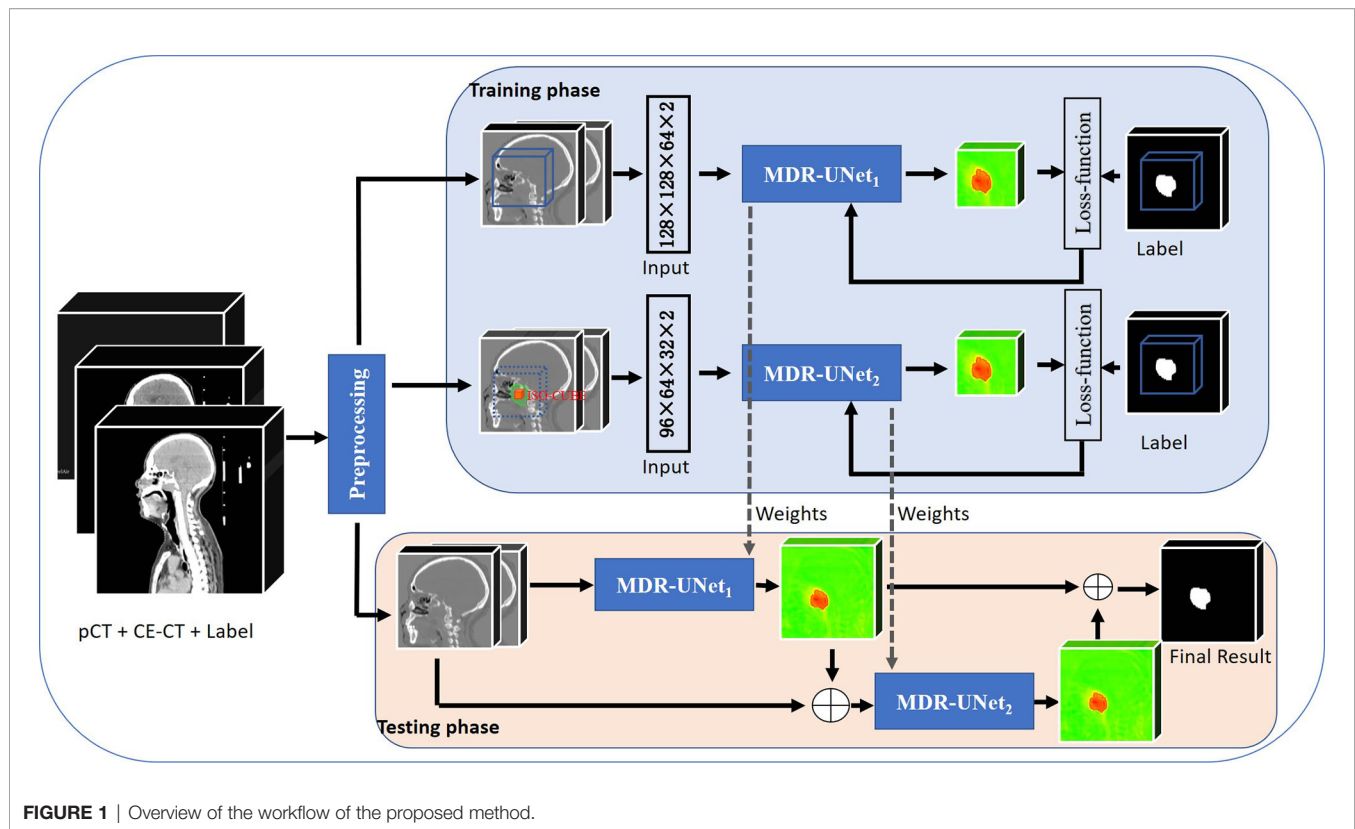 Training phase
128×128×64×2
Input
MDR-UNet₁
Loss-function
Label
ISO-CUBE
96×64×32×2
Input
MDR-UNet₂
Loss-function
Label
Preprocessing
pCT + CE-CT + Label
Weights
Weights
MDR-UNet₁
MDR-UNet₂
Final Result
Testing phase
FIGURE 1 | Overview of the workflow of the proposed method.